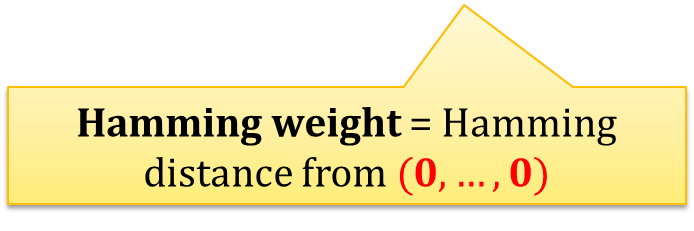 Hamming weight = Hamming
distance from (0, … , 0)